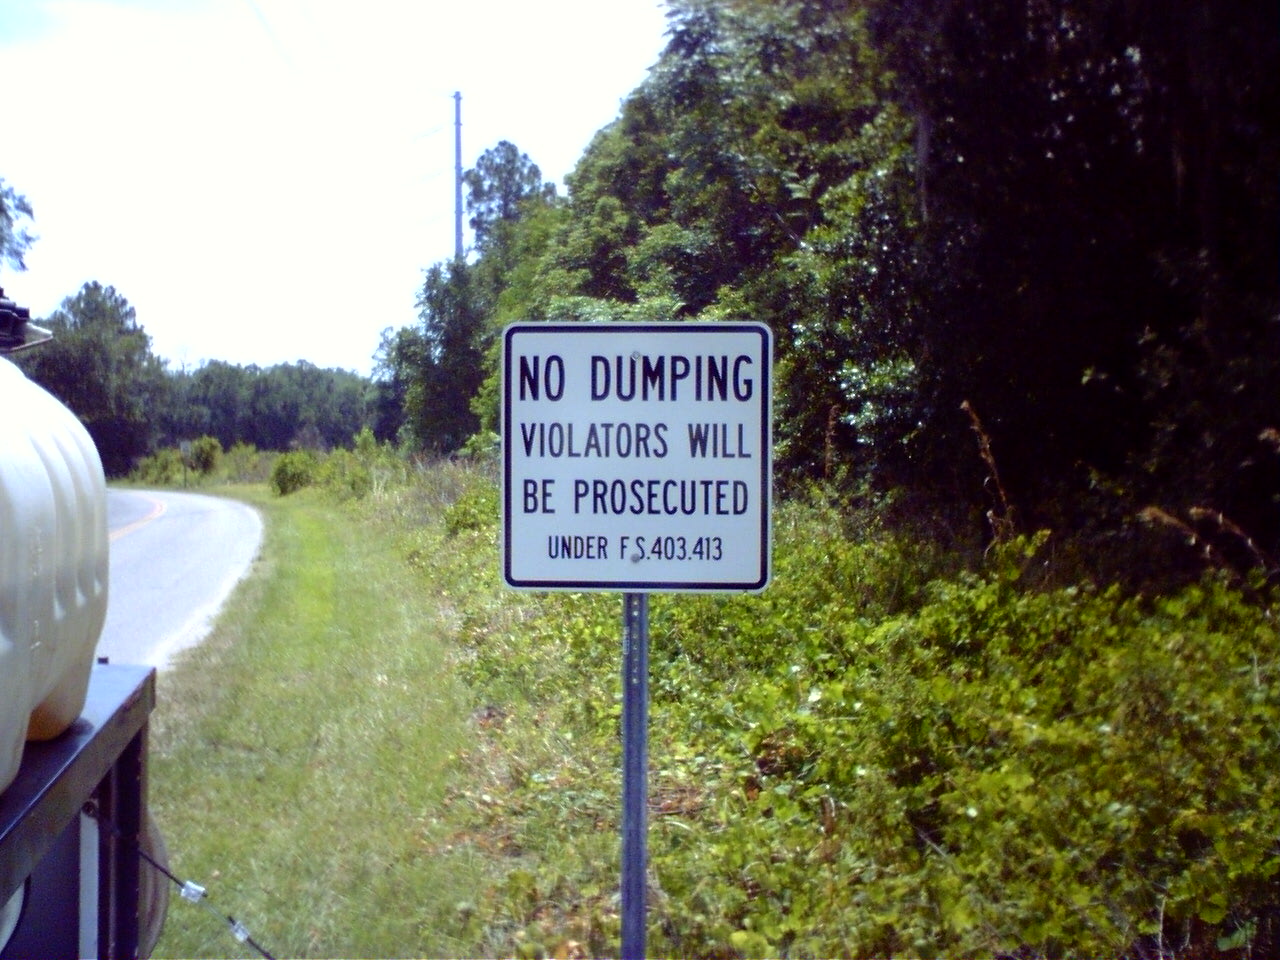 NO DUMPING
VIOLATORS WILL
BE PROSECUTED
UNDER F.S.403.413